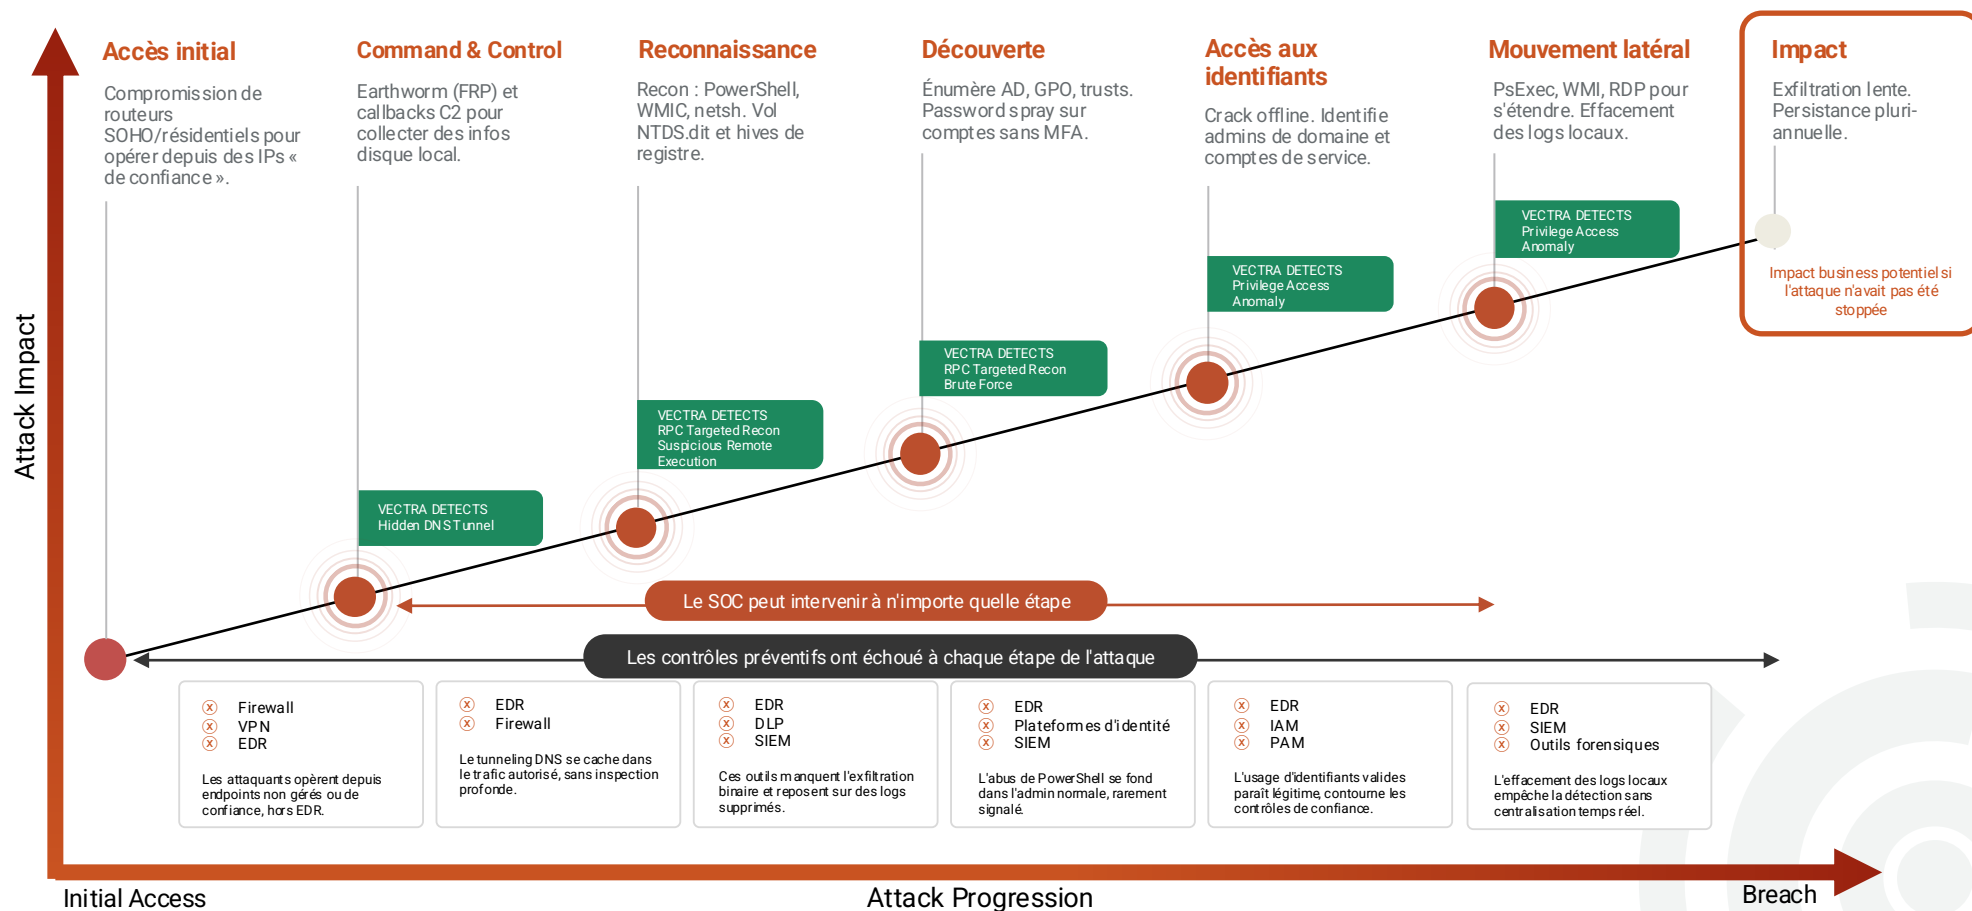 Accès initial
Compromission de
routeurs
SOHO/résidentiels pour
opérer depuis des IPs «
de confiance ».
Command & Control
Earthworm (FRP) et
callbacks C2 pour
collecter des infos
disque local.
Reconnaissance
Recon : PowerShell,
WMIC, netsh. Vol
NTDS.dit et hives de
registre.
Découverte
Énumère AD, GPO, trusts.
Password spray sur
comptes sans MFA.
Accès aux
identifiants
Crack offline. Identifie
admins de domaine et
comptes de service.
Mouvement latéral
PsExec, WMI, RDP pour
s'étendre. Effacement
des logs locaux.
Impact
Exfiltration lente.
Persistance pluri-
annuelle.
Impact business potentiel si
l'attaque n'avait pas été
stoppée
VECTRA DETECTS
Privilege Access
Anomaly
VECTRA DETECTS
Privilege Access
Anomaly
VECTRA DETECTS
RPC Targeted Recon
Brute Force
VECTRA DETECTS
RPC Targeted Recon
Suspicious Remote
Execution
VECTRA DETECTS
Hidden DNS Tunnel
Attack Impact
Le SOC peut intervenir à n'importe quelle étape
Les contrôles préventifs ont échoué à chaque étape de l'attaque
x Firewall
x VPN
x EDR
Les attaquants opèrent depuis
endpoints non gérés ou de
confiance, hors EDR.
x EDR
x Firewall
Le tunneling DNS se cache dans
le trafic autorisé, sans inspection
profonde.
x EDR
x DLP
x SIEM
Ces outils manquent l'exfiltration
binaire et reposent sur des logs
supprimés.
x EDR
x Plateformes d'identité
x SIEM
L'abus de PowerShell se fond
dans l'admin normale, rarement
signalé.
x EDR
x IAM
x PAM
L'usage d'identifiants valides
paraît légitime, contourne les
contrôles de confiance.
x EDR
x SIEM
x Outils forensiques
L'effacement des logs locaux
empêche la détection sans
centralisation temps réel.
Initial Access
Attack Progression
Breach